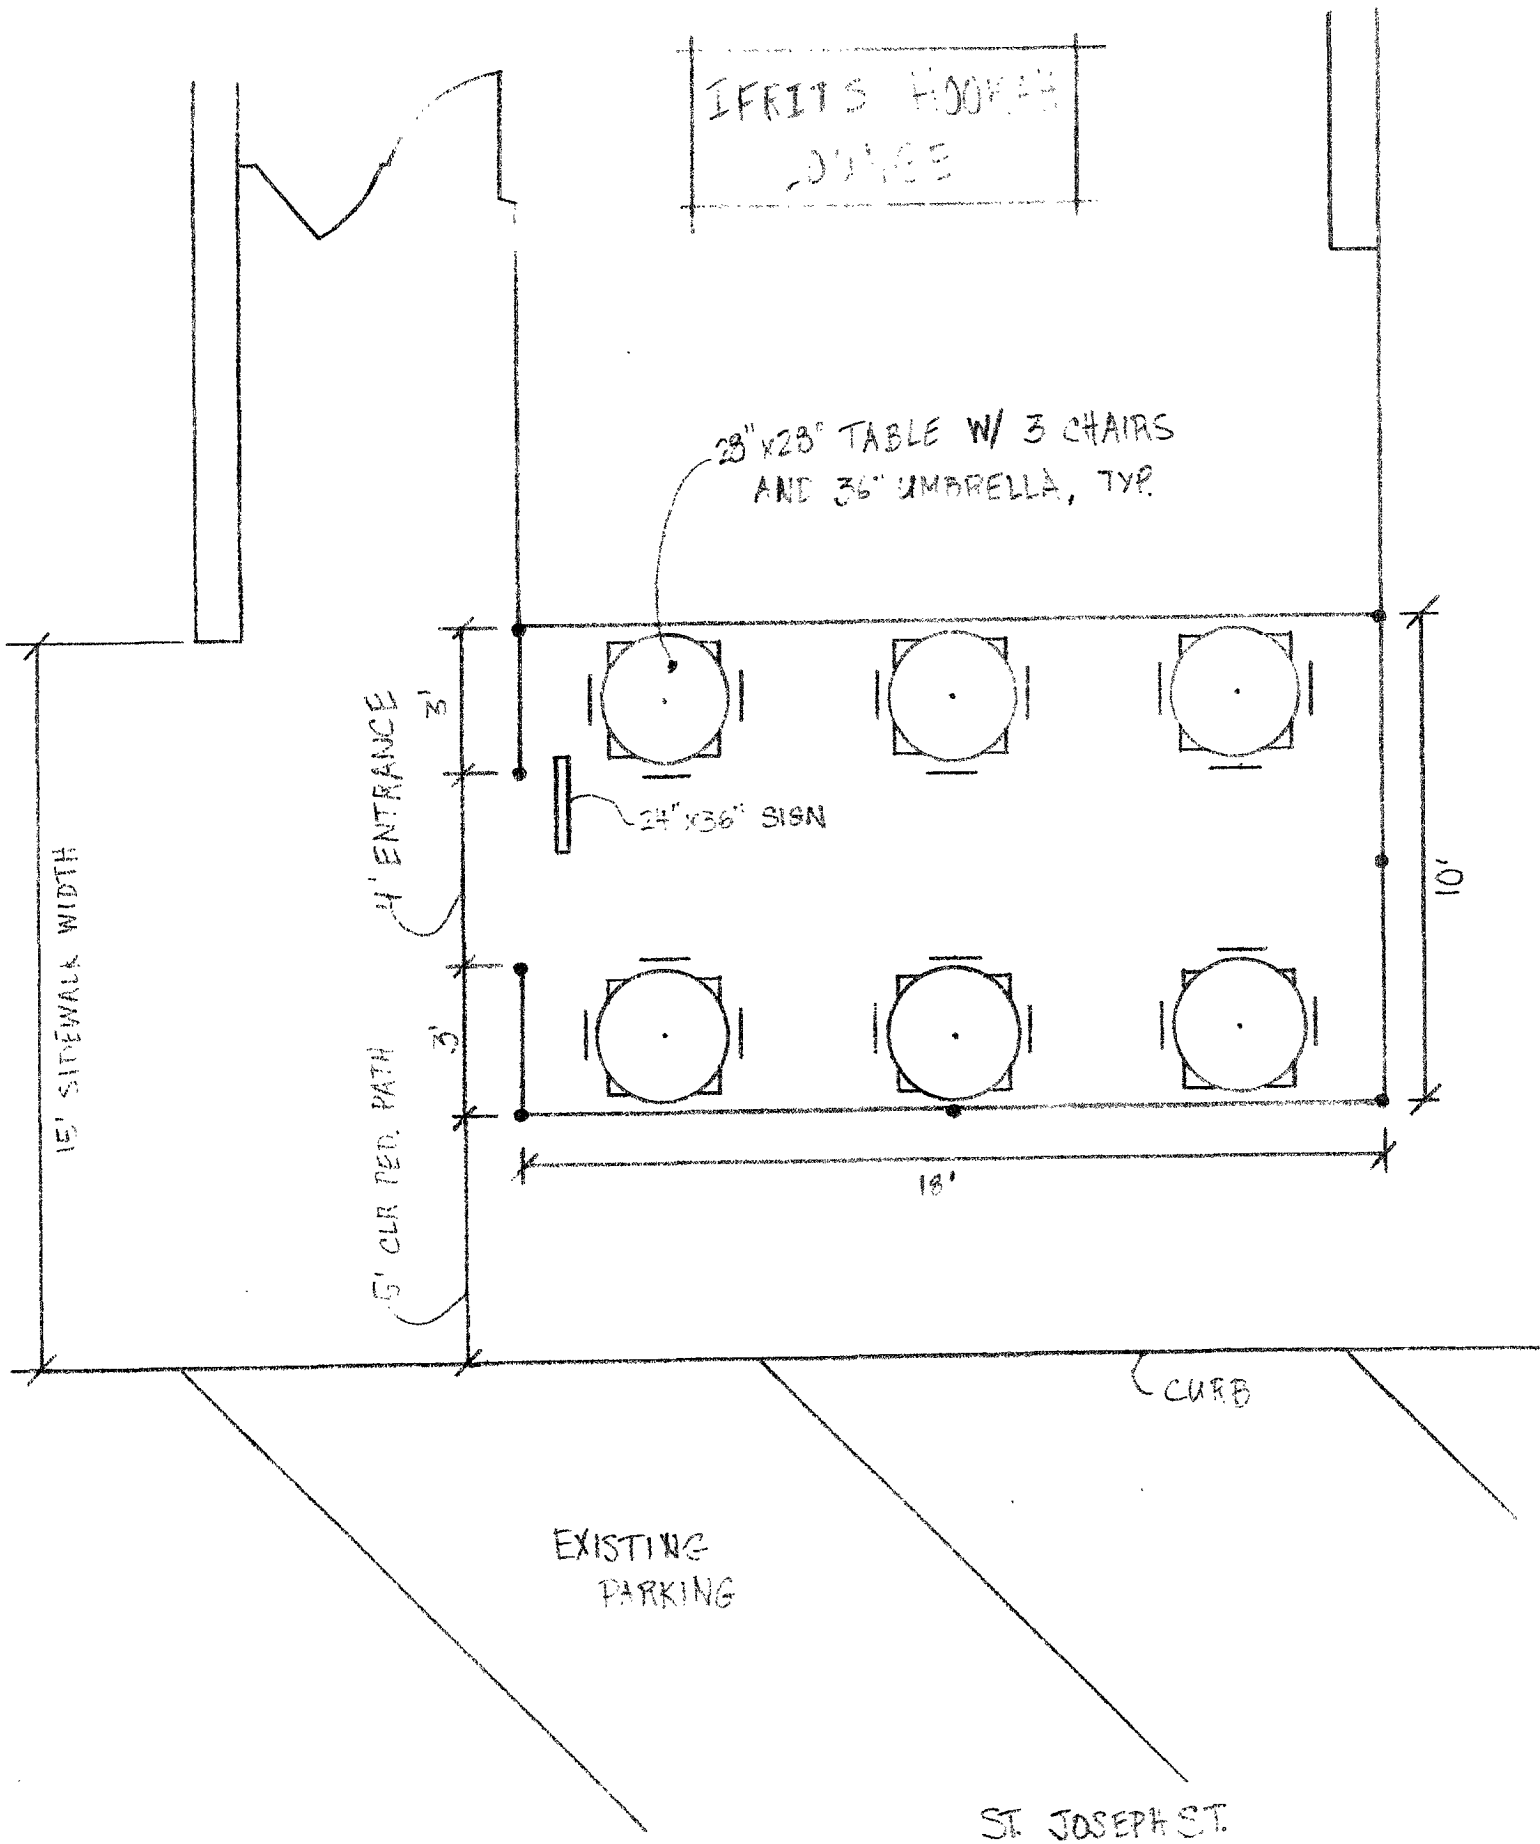 IFRITS HOOKAH
LOUNGE
28"x28" TABLE W/ 3 CHAIRS
AND 36" UMBRELLA, TYP.
3'
4' ENTRANCE
24"x36" SIGN
15' SIDEWALK WIDTH
10'
3'
5' CLR PED. PATH
18'
CURB
EXISTING
PARKING
ST. JOSEPH ST.